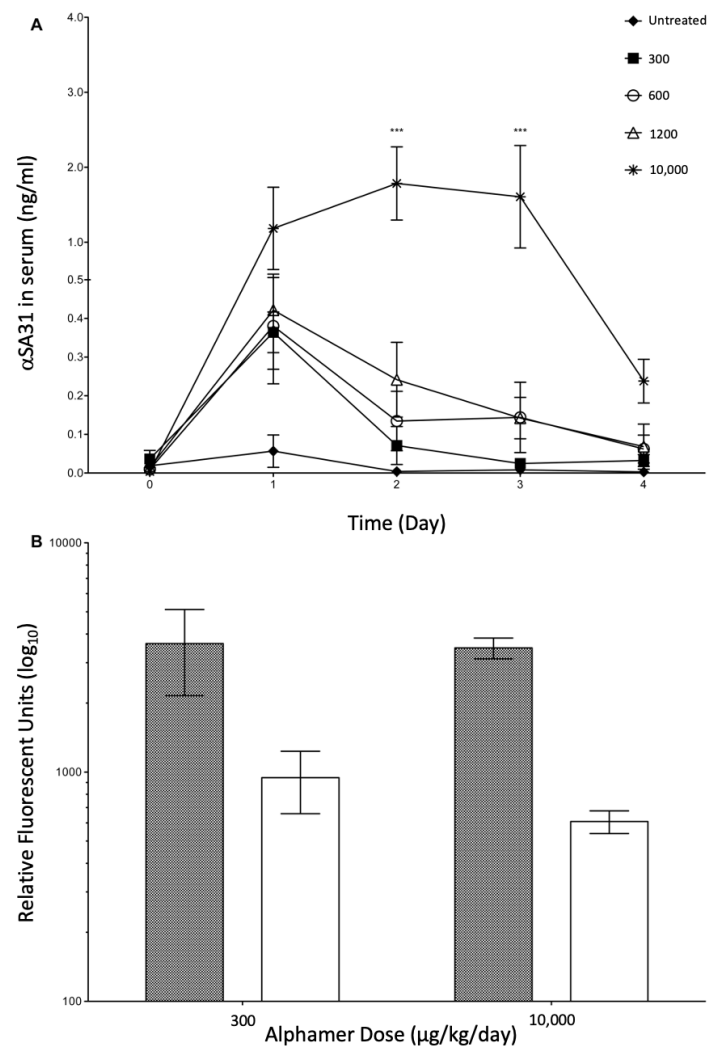 A
4.0
3.0
2.0
1.0
0.5
0.4
0.3
0.2
0.1
0.0
αSA31 in serum (ng/ml)
*** ***
Untreated
300
600
1200
10,000
0 1 2 3 4
Time (Day)
B
10000
1000
100
Relative Fluorescent Units (log10)
300 10,000
Alphamer Dose (µg/kg/day)